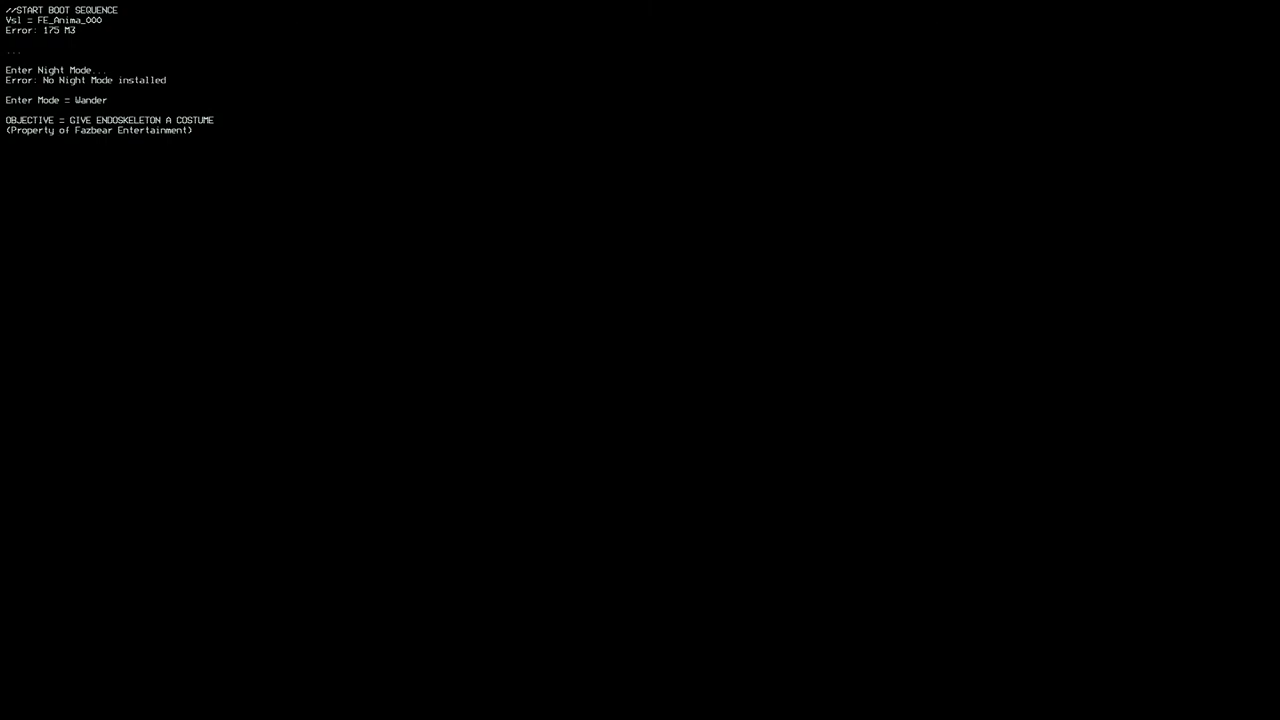 //START BOOT SEQUENCE
Vsl = FE_Anima_000
Error: 175 M3
...
Enter Night Mode...
Error: No Night Mode installed
Enter Mode = Wander
OBJECTIVE = GIVE ENDOSKELETON A COSTUME
(Property of Fazbear Entertainment)